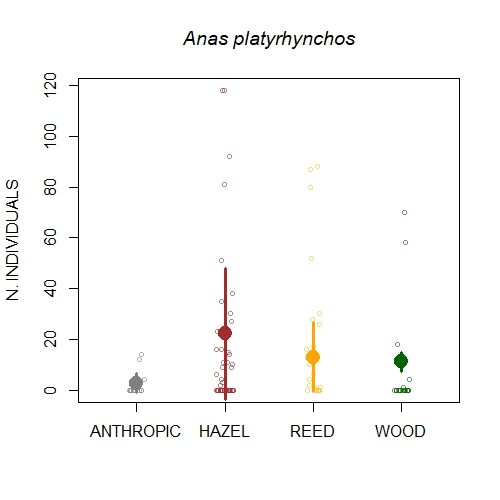 Anas platyrhynchos
N. INDIVIDUALS
120
100
80
60
40
20
0
ANTHROPIC HAZEL REED WOOD